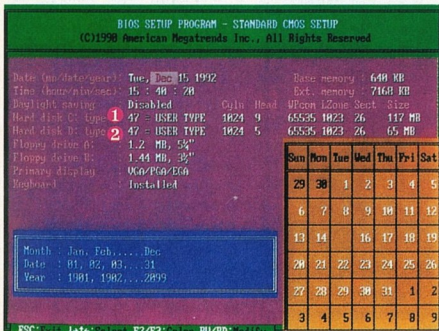 BIOS SETUP PROGRAM - STANDARD CMOS SETUP
(C)1990 American Megatrends Inc., All Rights Reserved
Date (mn/date/year): Tue, Dec 15 1992 Base memory : 640 KB
Time (hour/min/sec): 15 : 40 : 20 Ext. memory : 7168 KB
Daylight saving : Disabled Cyln Head WPcom LZone Sect Size
Hard disk C: type 1 47 = USER TYPE 1024 9 65535 1023 26 117 MB
Hard disk D: type 2 47 = USER TYPE 1024 5 65535 1023 26 65 MB
Floppy drive A: 1.2 MB, 5¼"
Floppy drive B: 1.44 MB, 3½"
Primary display : VGA/PGA/EGA
Keyboard : Installed
Sun Mon Tue Wed Thu Fri Sat
29 30 1 2 3 4 5
6 7 8 9 10 11 12
13 14 16 17 18 19
20 21 22 23 24 25 26
27 28 29 30 31 1 2
3 4 5 6 7 8 9
Month : Jan, Feb,.....Dec
Date : 01, 02, 03....31
Year : 1901, 1902....2099